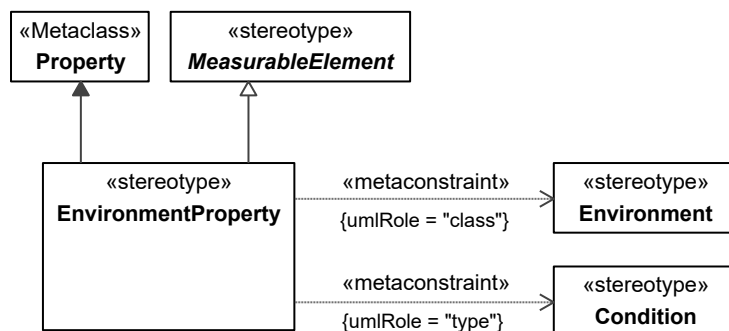 «Metaclass»
Property
«stereotype»
MeasurableElement
«stereotype»
EnvironmentProperty
«metaconstraint»
{umlRole = "class"}
«stereotype»
Environment
«metaconstraint»
{umlRole = "type"}
«stereotype»
Condition